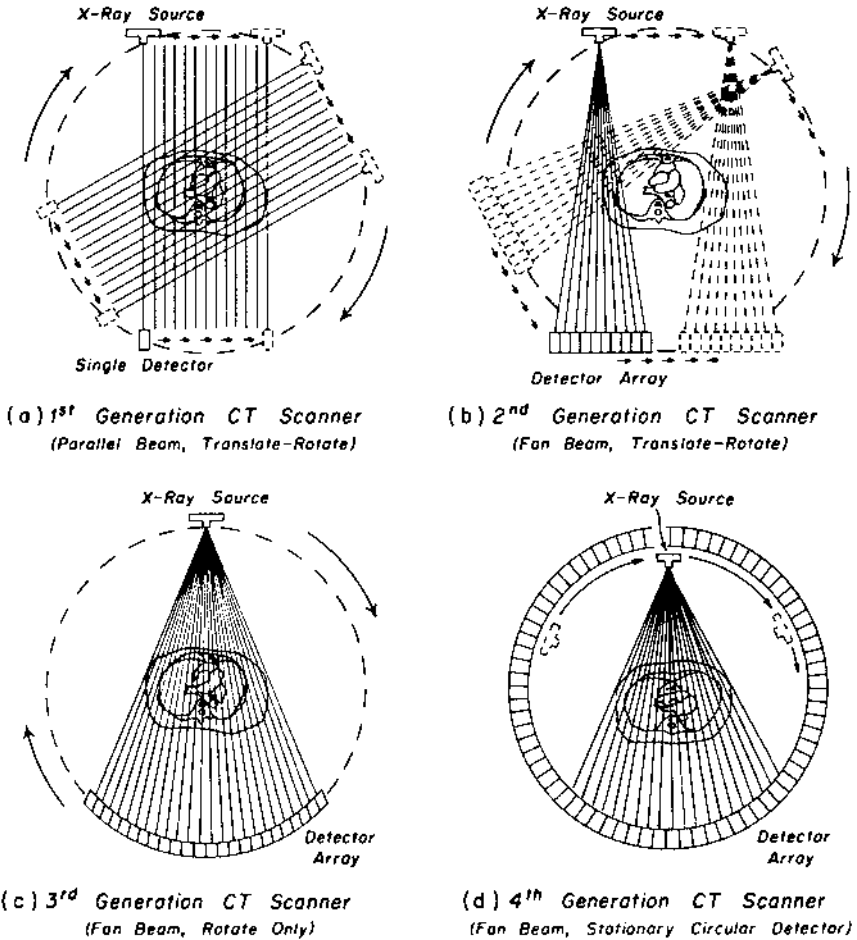 X-Ray Source
Single Detector
(a) 1st Generation CT Scanner
(Parallel Beam, Translate-Rotate)
X-Ray Source
Detector Array
(b) 2nd Generation CT Scanner
(Fan Beam, Translate-Rotate)
X-Ray Source
Detector
Array
(c) 3rd Generation CT Scanner
(Fan Beam, Rotate Only)
X-Ray Source
Detector
Array
(d) 4th Generation CT Scanner
(Fan Beam, Stationary Circular Detector)